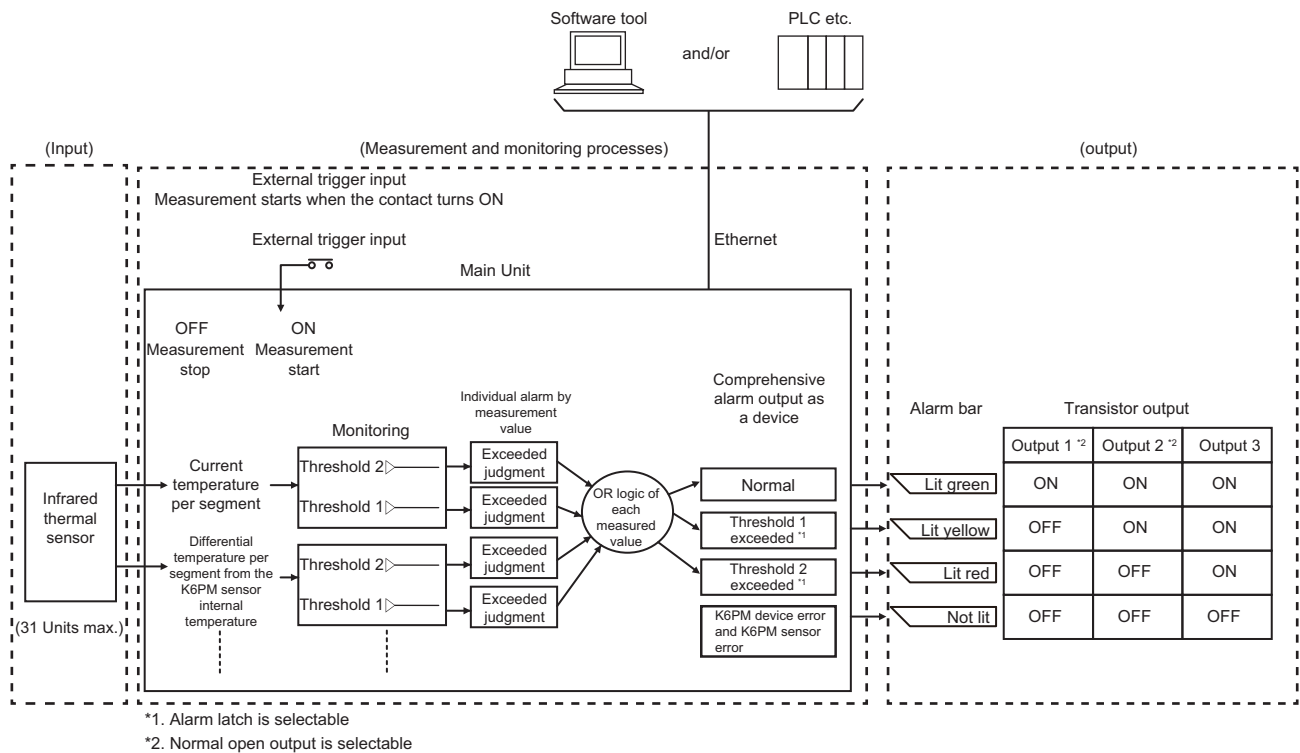 Software tool
PLC etc.
and/or
(Input)
(Measurement and monitoring processes)
(output)
External trigger input
Measurement starts when the contact turns ON
External trigger input
Ethernet
Main Unit
OFF
Measurement
stop
ON
Measurement
start
Infrared
thermal
sensor
(31 Units max.)
Current
temperature
per segment
Differential
temperature per
segment from the
K6PM sensor
internal
temperature
Monitoring
Threshold 2
Threshold 1
Threshold 2
Threshold 1
Individual alarm by
measurement
value
Exceeded
judgment
Exceeded
judgment
Exceeded
judgment
Exceeded
judgment
OR logic of
each
measured
value
Comprehensive
alarm output as
a device
Normal
Threshold 1
exceeded *1
Threshold 2
exceeded *1
K6PM device error
and K6PM sensor
error
Alarm bar
Lit green
Lit yellow
Lit red
Not lit
Transistor output
Output 1 *2 Output 2 *2 Output 3
ON ON ON
OFF ON ON
OFF OFF ON
OFF OFF OFF
*1. Alarm latch is selectable
*2. Normal open output is selectable